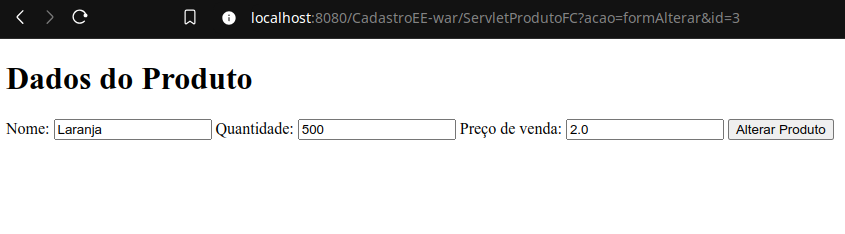 localhost:8080/CadastroEE-war/ServletProdutoFC?acao=formAlterar&id=3
Dados do Produto
Nome: Laranja Quantidade: 500 Preço de venda: 2.0 Alterar Produto